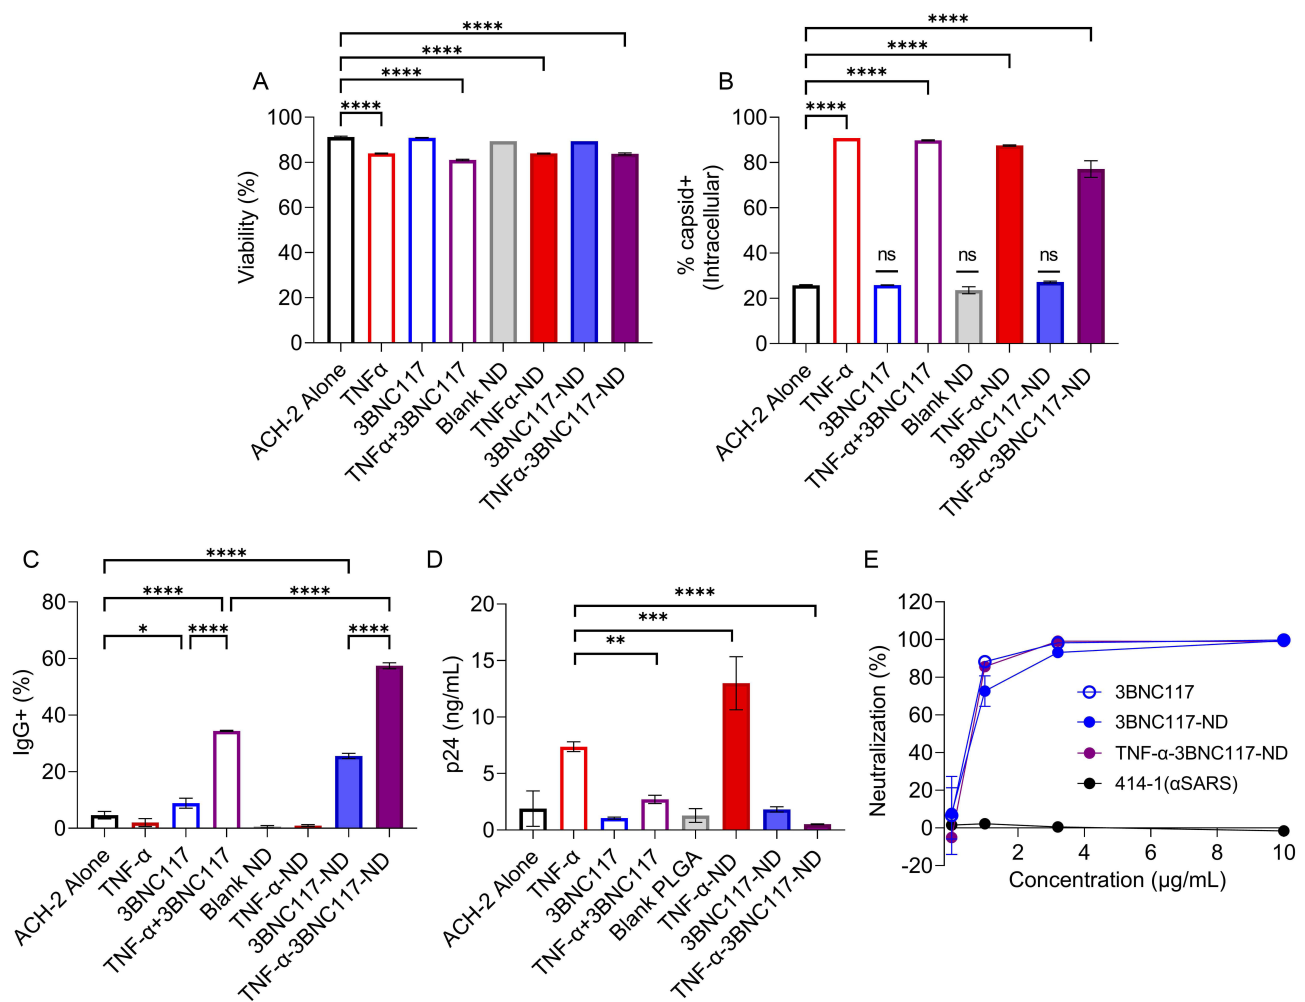 A
****
****
****
****
Viability (%)
100
80
60
40
20
0
ACH-2 Alone
TNFα
3BNC117
TNFα+3BNC117
Blank ND
TNFα-ND
3BNC117-ND
TNFα-3BNC117-ND
B
****
****
****
****
% capsid+
(Intracellular)
100
80
60
40
20
0
ns
ns
ns
ACH-2 Alone
TNF-α
3BNC117
TNF-α+3BNC117
Blank ND
TNF-α-ND
3BNC117-ND
TNF-α-3BNC117-ND
C
****
****
****
*
****
****
IgG+ (%)
80
60
40
20
0
ACH-2 Alone
TNF-α
3BNC117
TNF-α+3BNC117
Blank ND
TNF-α-ND
3BNC117-ND
TNF-α-3BNC117-ND
D
****
***
**
p24 (ng/mL)
20
15
10
5
0
ACH-2 Alone
TNF-α
3BNC117
TNF-α+3BNC117
Blank PLGA
TNF-α-ND
3BNC117-ND
TNF-α-3BNC117-ND
E
Neutralization (%)
120
100
80
60
40
20
0
-20
3BNC117
3BNC117-ND
TNF-α-3BNC117-ND
414-1(αSARS)
2
4
6
8
10
Concentration (μg/mL)